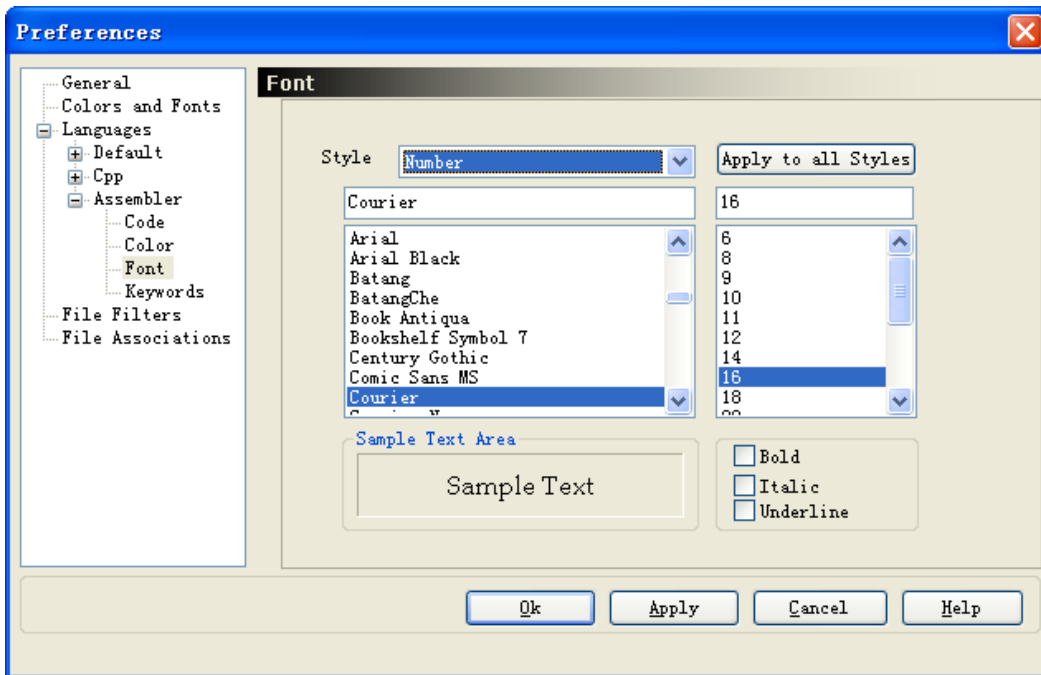 Preferences
General
Colors and Fonts
Languages
Default
Cpp
Assembler
Code
Color
Font
Keywords
File Filters
File Associations
Font
Style
Number
Apply to all Styles
Courier
16
Arial
Arial Black
Batang
BatangChe
Book Antiqua
Bookshelf Symbol 7
Century Gothic
Comic Sans MS
Courier
6
8
9
10
11
12
14
16
18
Sample Text Area
Sample Text
Bold
Italic
Underline
Ok
Apply
Cancel
Help